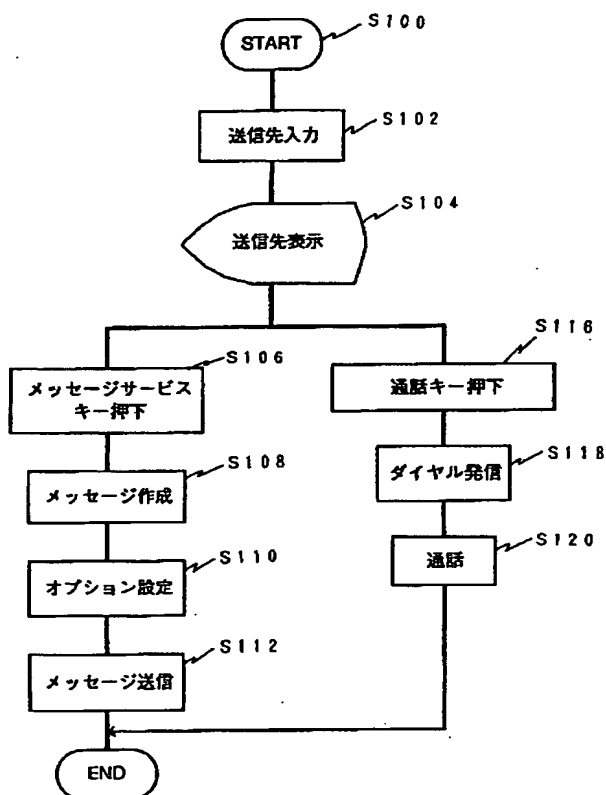 START
S100
送信先入力
S102
送信先表示
S104
メッセージサービス
キー押下
S106
メッセージ作成
S108
オプション設定
S110
メッセージ送信
S112
通話キー押下
S116
ダイヤル発信
S118
通話
S120
END